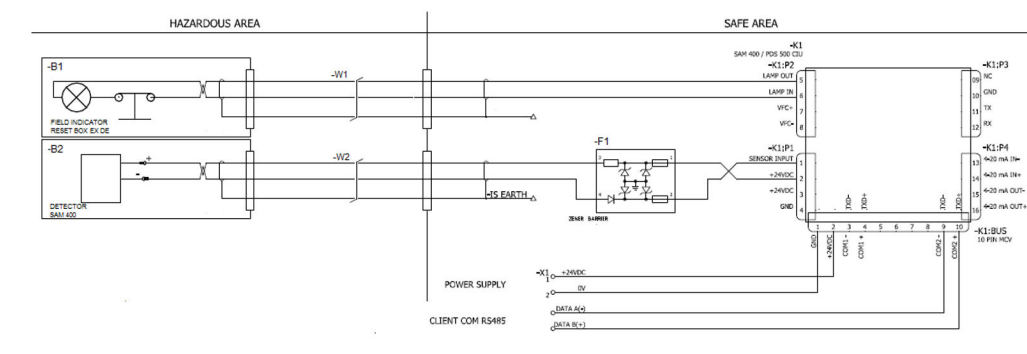 HAZARDOUS AREA
SAFE AREA
-K1
SAM 400 / PDS 500 CIU
-K1:P2
-K1:P3
-B1
-W1
LAMP OUT
5
09
NC
LAMP IN
6
10
GND
VFC+
7
11
TX
VFC-
8
12
RX
FIELD INDICATOR
RESET BOX EX DE
-B2
-W2
-F1
-K1:P1
-K1:P4
+
-
3
1
4
SENSOR INPUT
1
13
4-20 mA IN-
+24VDC
2
14
4-20 mA IN+
+24VDC
3
15
4-20 mA OUT-
GND
4
16
4-20 mA OUT+
DETECTOR
SAM 400
-IS EARTH
ZENER BARRIER
TXD-
TXD+
TXD-
TXD+
1 2 3 4 5 6 7 8 9 10
-K1:BUS
10 PIN MCV
GND
+24VDC
COM1 -
COM1 +
COM2 -
COM2 +
POWER SUPPLY
-X1
1
+24VDC
2
0V
CLIENT COM RS485
DATA A(-)
DATA B(+)